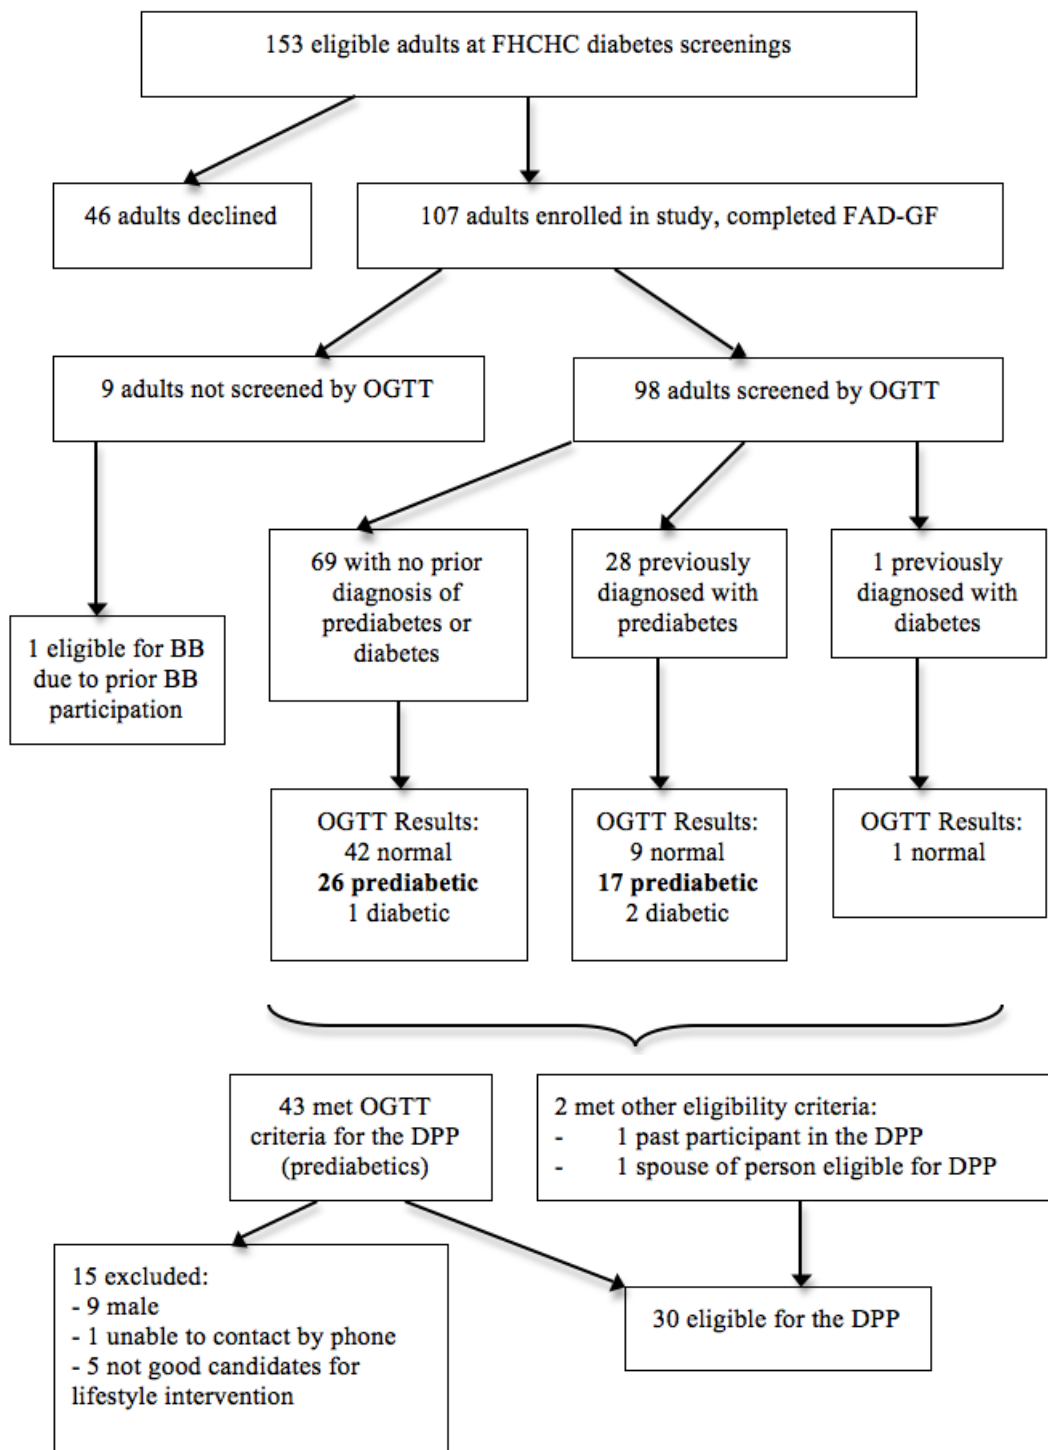 153 eligible adults at FHCHC diabetes screenings
46 adults declined
107 adults enrolled in study, completed FAD-GF
9 adults not screened by OGTT
98 adults screened by OGTT
1 eligible for BB
due to prior BB
participation
69 with no prior
diagnosis of
prediabetes or
diabetes
28 previously
diagnosed with
prediabetes
1 previously
diagnosed with
diabetes
OGTT Results:
42 normal
26 prediabetic
1 diabetic
OGTT Results:
9 normal
17 prediabetic
2 diabetic
OGTT Results:
1 normal
43 met OGTT
criteria for the DPP
(prediabetics)
2 met other eligibility criteria:
- 1 past participant in the DPP
- 1 spouse of person eligible for DPP
15 excluded:
- 9 male
- 1 unable to contact by phone
- 5 not good candidates for
lifestyle intervention
30 eligible for the DPP